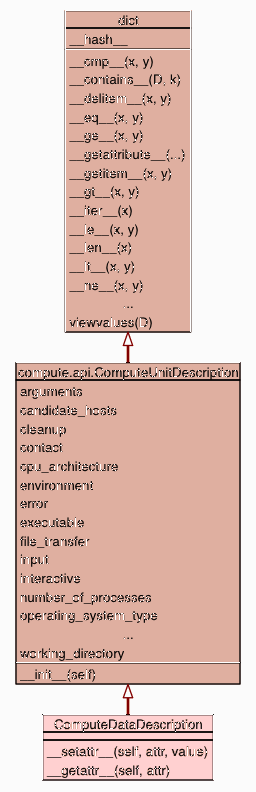 dict
__hash__
__cmp__(x, y)
__contains__(D, k)
__delitem__(x, y)
__eq__(x, y)
__ge__(x, y)
__getattribute__(...)
__getitem__(x, y)
__gt__(x, y)
__iter__(x)
__le__(x, y)
__len__(x)
__lt__(x, y)
__ne__(x, y)
...
viewvalues(D)
compute.api.ComputeUnitDescription
arguments
candidate_hosts
cleanup
contact
cpu_architecture
environment
error
executable
file_transfer
input
interactive
number_of_processes
operating_system_type
...
working_directory
__init__(self)
ComputeDataDescription
__setattr__(self, attr, value)
__getattr__(self, attr)